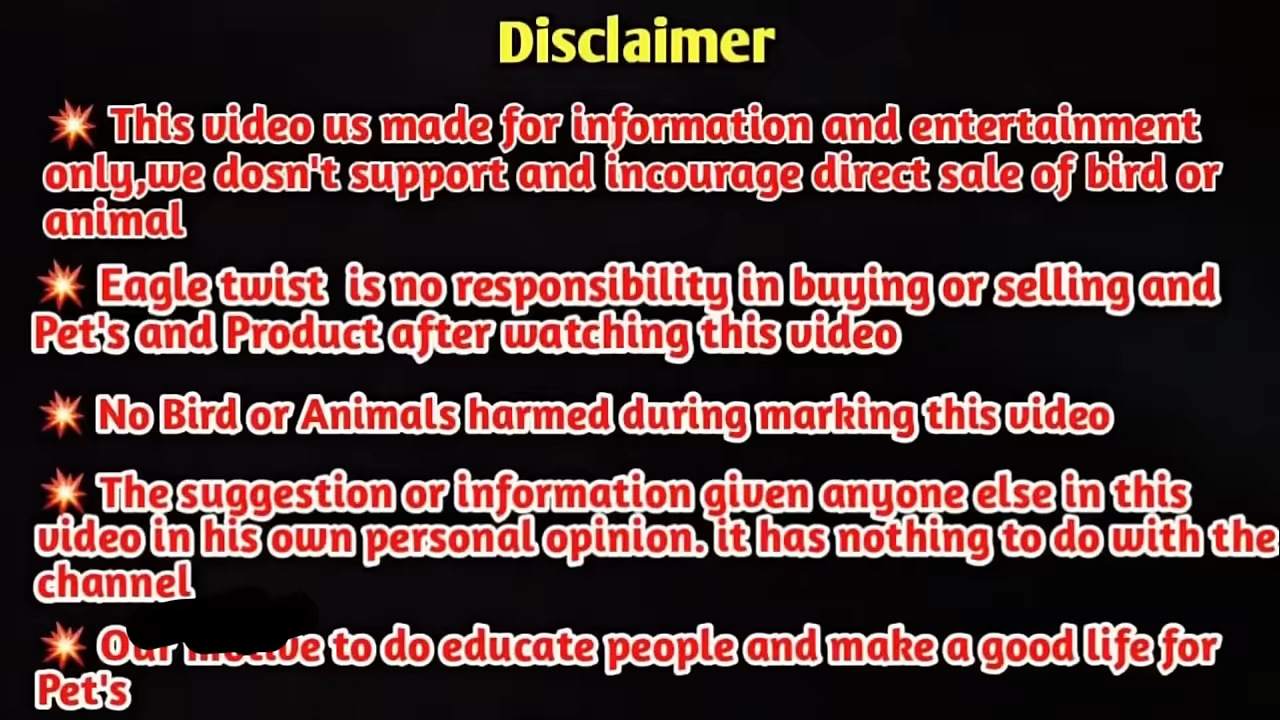 Disclaimer
💥 This video us made for information and entertainment
only,we dosn't support and incourage direct sale of bird or
animal
💥 Eagle twist is no responsibility in buying or selling and
Pet's and Product after watching this video
💥 No Bird or Animals harmed during marking this video
💥 The suggestion or information given anyone else in this
video in his own personal opinion. it has nothing to do with the
channel
💥 Our to do educate people and make a good life for
Pet's